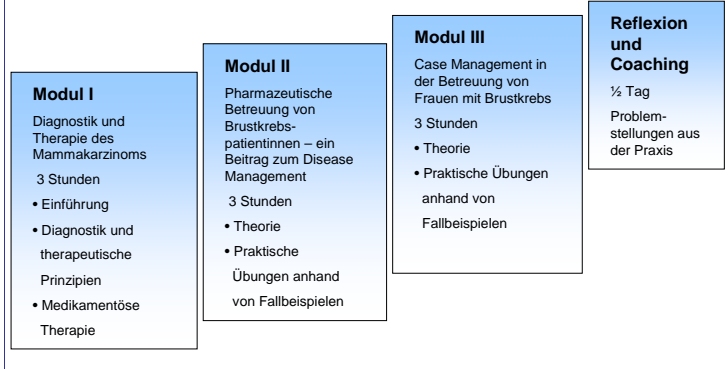 Modul I
Diagnostik und
Therapie des
Mammakarzinoms
3 Stunden
• Einführung
• Diagnostik und
therapeutische
Prinzipien
• Medikamentöse
Therapie
Modul II
Pharmazeutische
Betreuung von
Brustkrebs-
patientinnen – ein
Beitrag zum Disease
Management
3 Stunden
• Theorie
• Praktische
Übungen anhand
von Fallbeispielen
Modul III
Case Management in
der Betreuung von
Frauen mit Brustkrebs
3 Stunden
• Theorie
• Praktische Übungen
anhand von
Fallbeispielen
Reflexion
und
Coaching
½ Tag
Problem-
stellungen aus
der Praxis